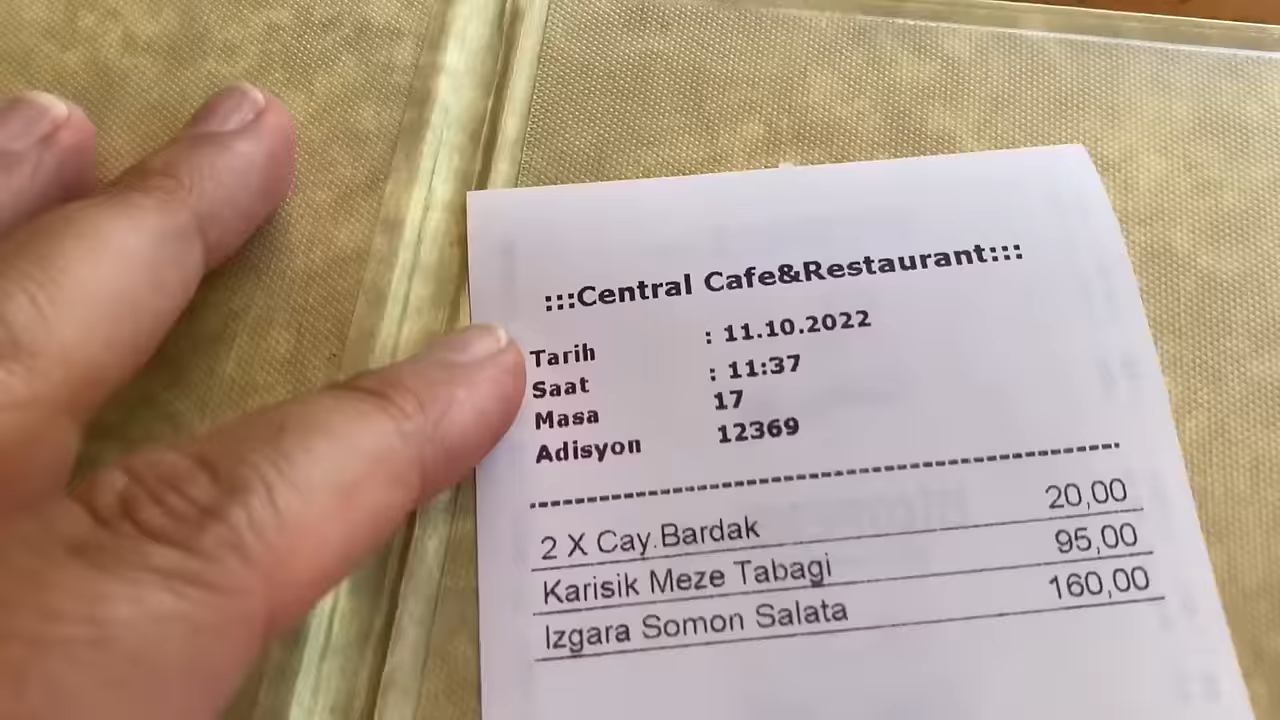 :::Central Cafe&Restaurant:::
Tarih : 11.10.2022
Saat : 11:37
Masa 17
Adisyon 12369
2 X Cay.Bardak 20,00
Karisik Meze Tabagi 95,00
Izgara Somon Salata 160,00